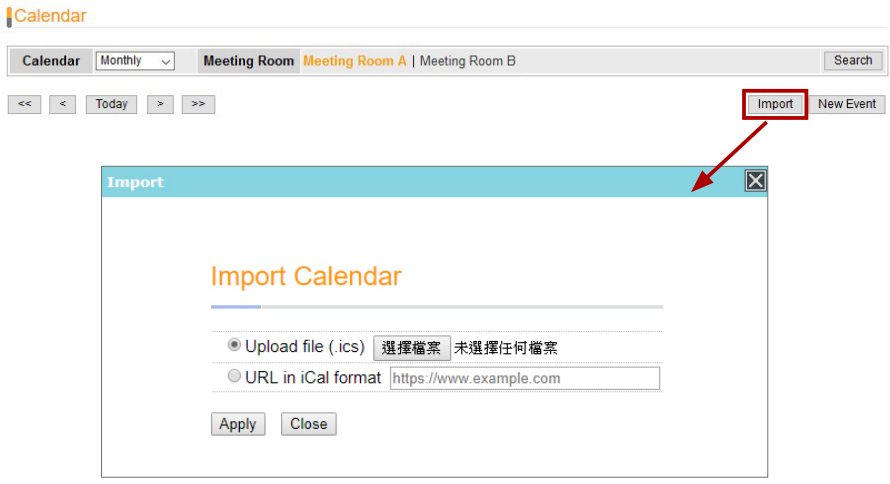 Calendar
Calendar Monthly Meeting Room Meeting Room A | Meeting Room B Search
<< < Today > >> Import New Event
Import
Import Calendar
Upload file (.ics) 選擇檔案 未選擇任何檔案
URL in iCal format https://www.example.com
Apply Close